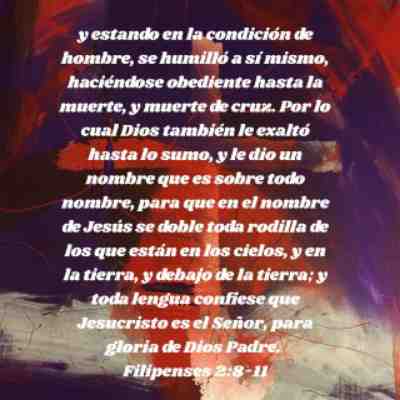 y estando en la condición de
hombre, se humilló a sí mismo,
haciéndose obediente hasta la
muerte, y muerte de cruz. Por lo
cual Dios también le exaltó
hasta lo sumo, y le dio un
nombre que es sobre todo
nombre, para que en el nombre
de Jesús se doble toda rodilla de
los que están en los cielos, y en
la tierra, y debajo de la tierra; y
toda lengua confiese que
Jesucristo es el Señor, para
gloria de Dios Padre.
Filipenses 2:8-11